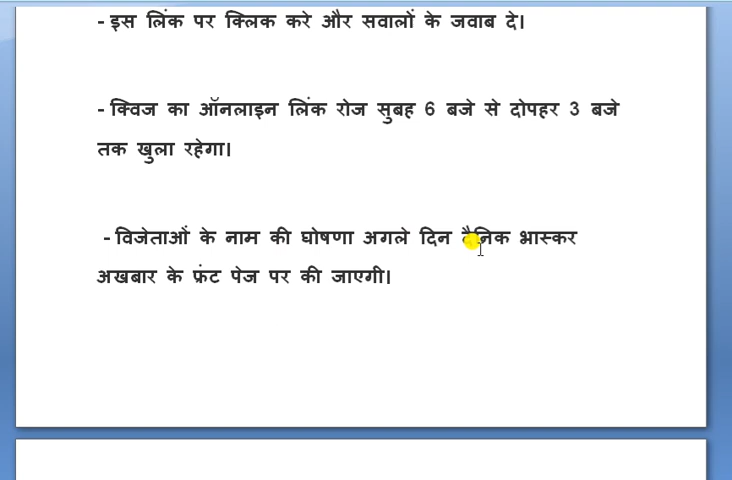 - इस लिंक पर क्लिक करे और सवालों के जवाब दे।
- क्विज का ऑनलाइन लिंक रोज सुबह 6 बजे से दोपहर 3 बजे
तक खुला रहेगा।
- विजेताओं के नाम की घोषणा अगले दिन दैनिक भास्कर
अखबार के फ्रंट पेज पर की जाएगी।